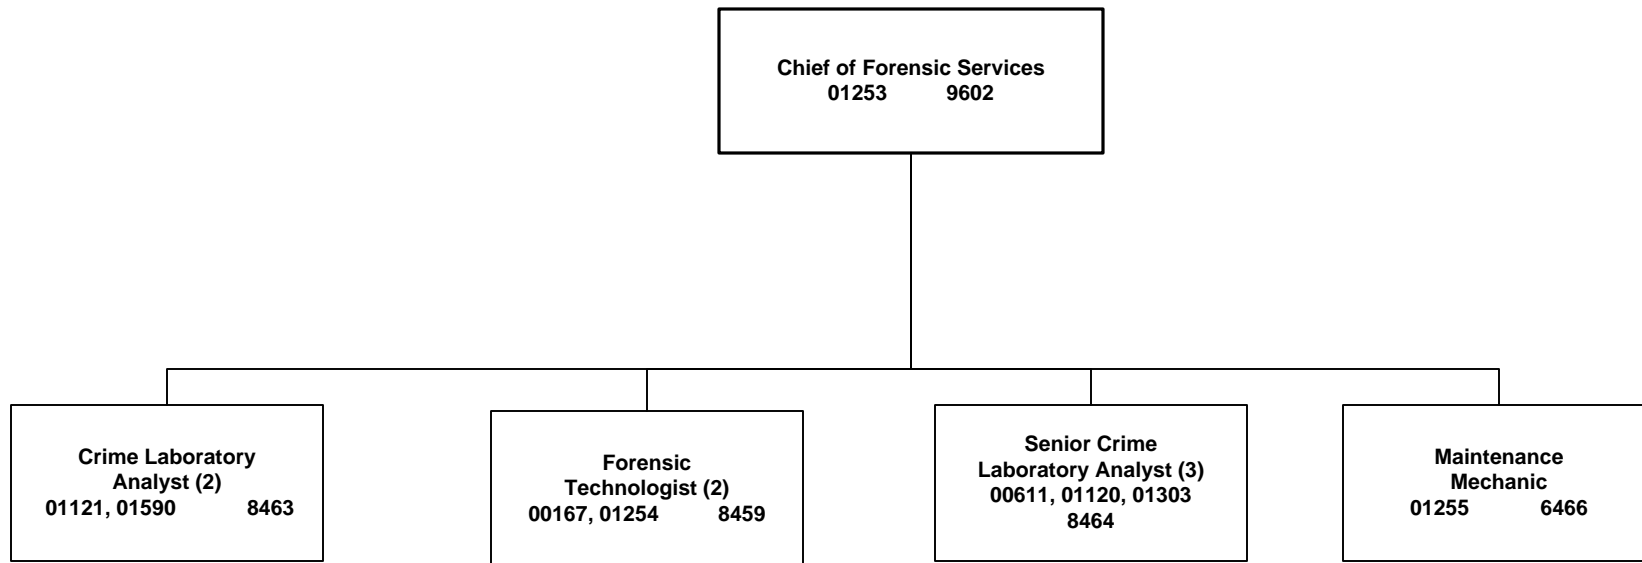 Chief of Forensic Services
01253 9602
Crime Laboratory
Analyst (2)
01121, 01590 8463
Forensic
Technologist (2)
00167, 01254 8459
Senior Crime
Laboratory Analyst (3)
00611, 01120, 01303
8464
Maintenance
Mechanic
01255 6466